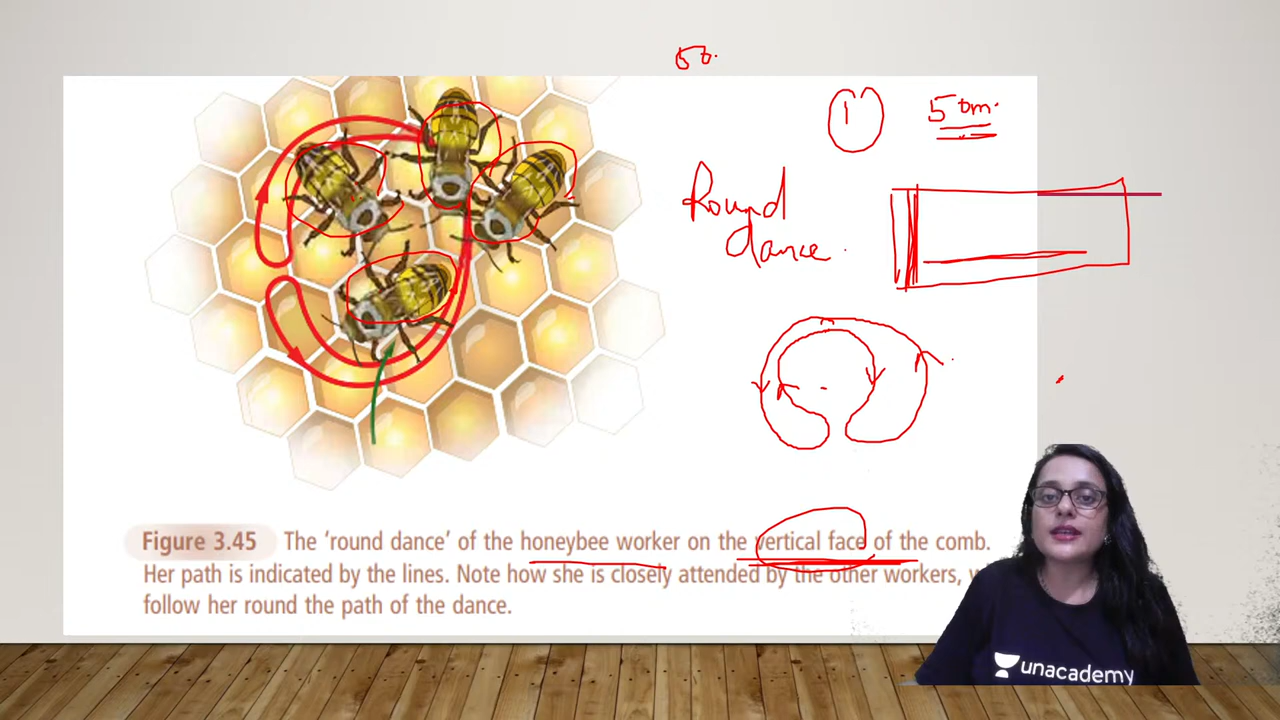 50.
1 50m.
Round
dance.
Figure 3.45 The 'round dance' of the honeybee worker on the vertical face of the comb.
Her path is indicated by the lines. Note how she is closely attended by the other workers,
follow her round the path of the dance.
unacademy